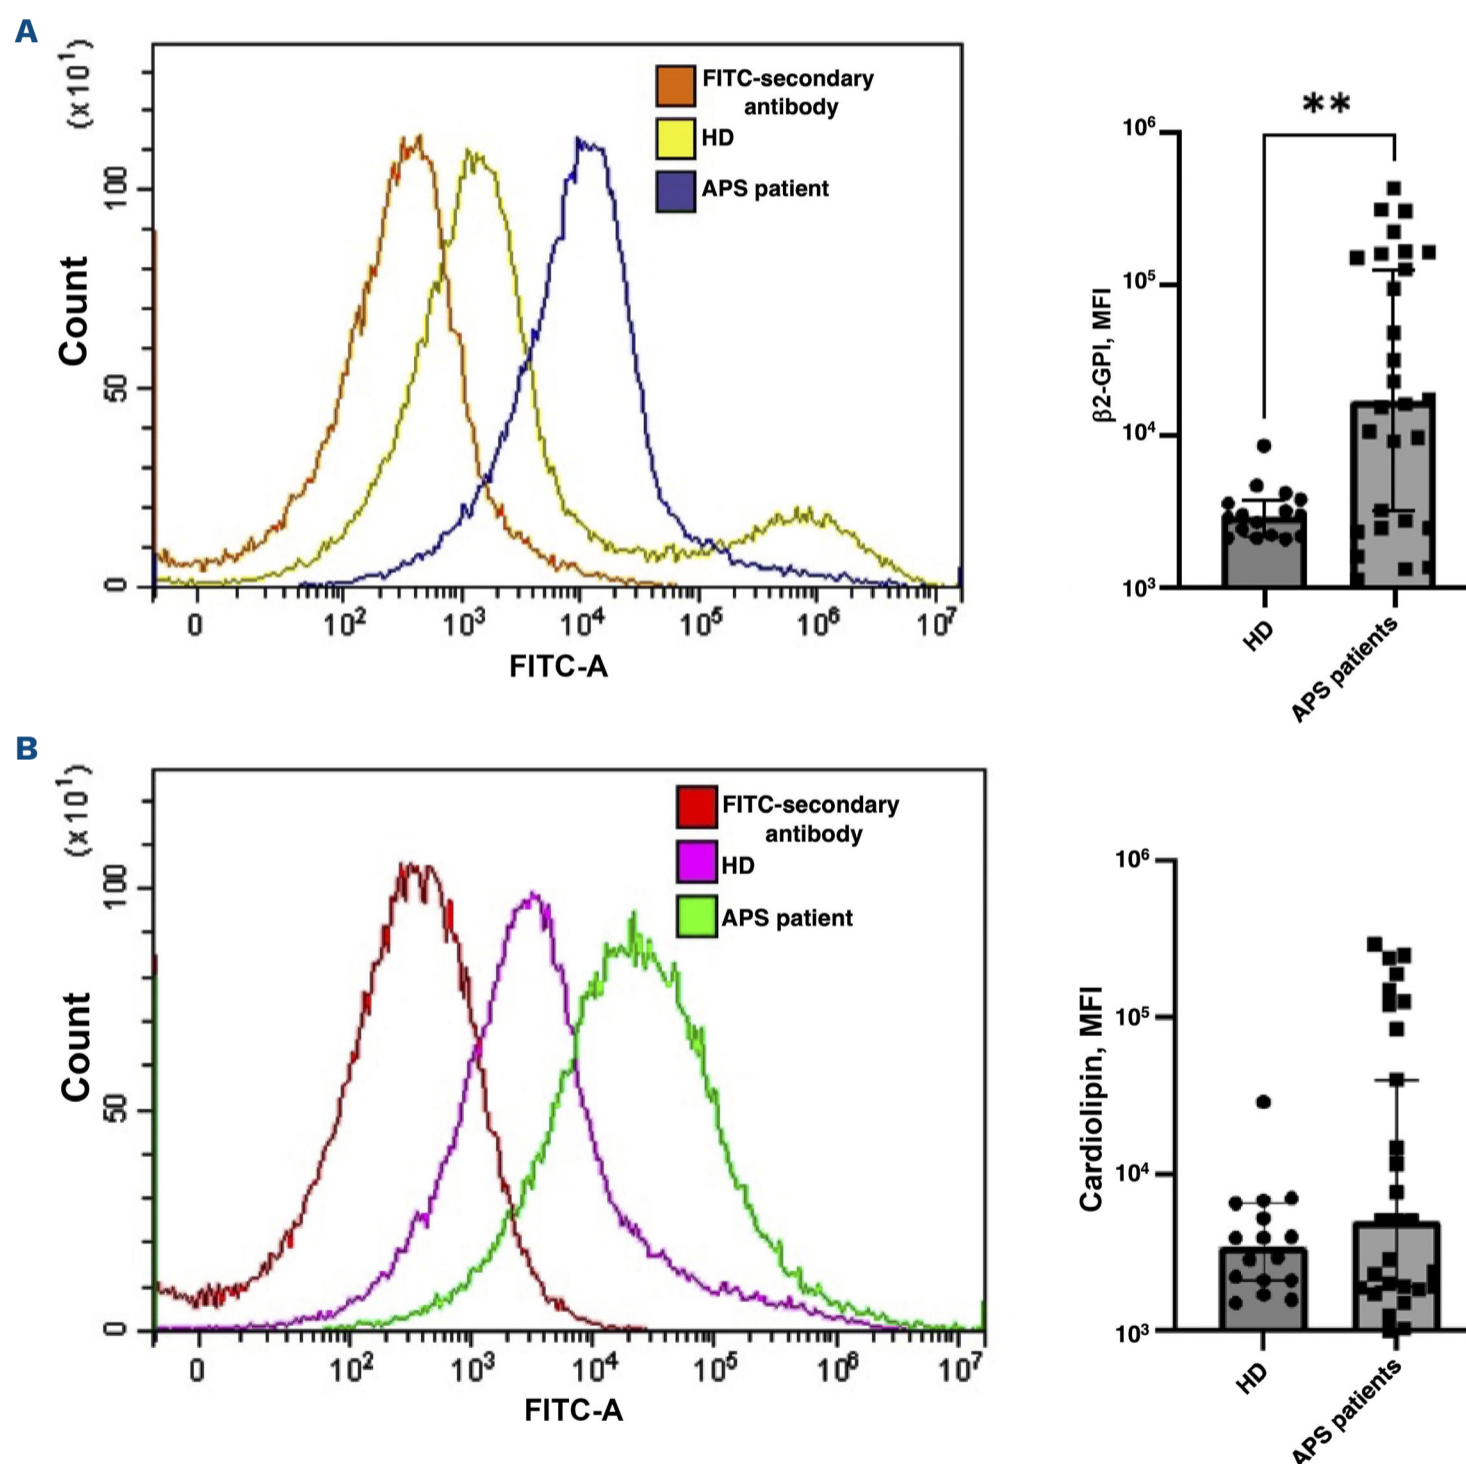 A
(x10¹)
Count
100
50
0
FITC-secondary
antibody
HD
APS patient
0 10² 10³ 10⁴ 10⁵ 10⁶ 10⁷
FITC-A
**
β2-GPI, MFI
10⁶
10⁵
10⁴
10³
HD
APS patients
B
(x10¹)
Count
100
50
0
FITC-secondary
antibody
HD
APS patient
0 10² 10³ 10⁴ 10⁵ 10⁶ 10⁷
FITC-A
Cardiolipin, MFI
10⁶
10⁵
10⁴
10³
HD
APS patients